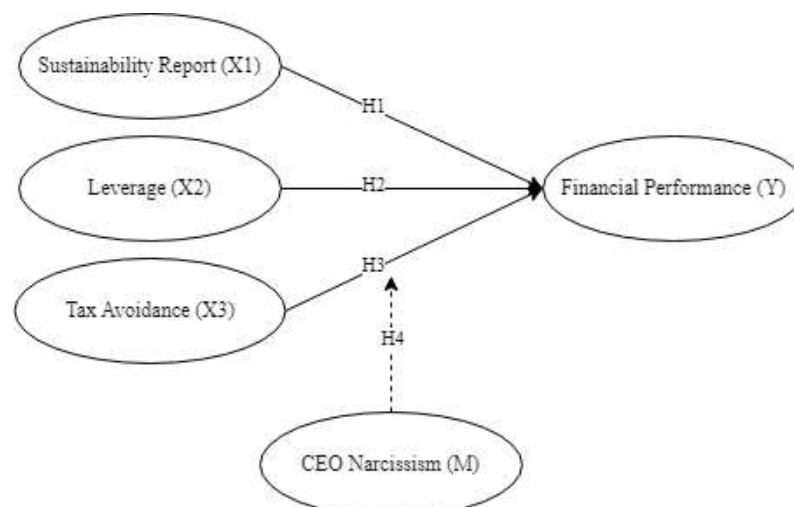 Sustainability Report (X1)
H1
Leverage (X2)
H2
Financial Performance (Y)
H3
Tax Avoidance (X3)
H4
CEO Narcissism (M)